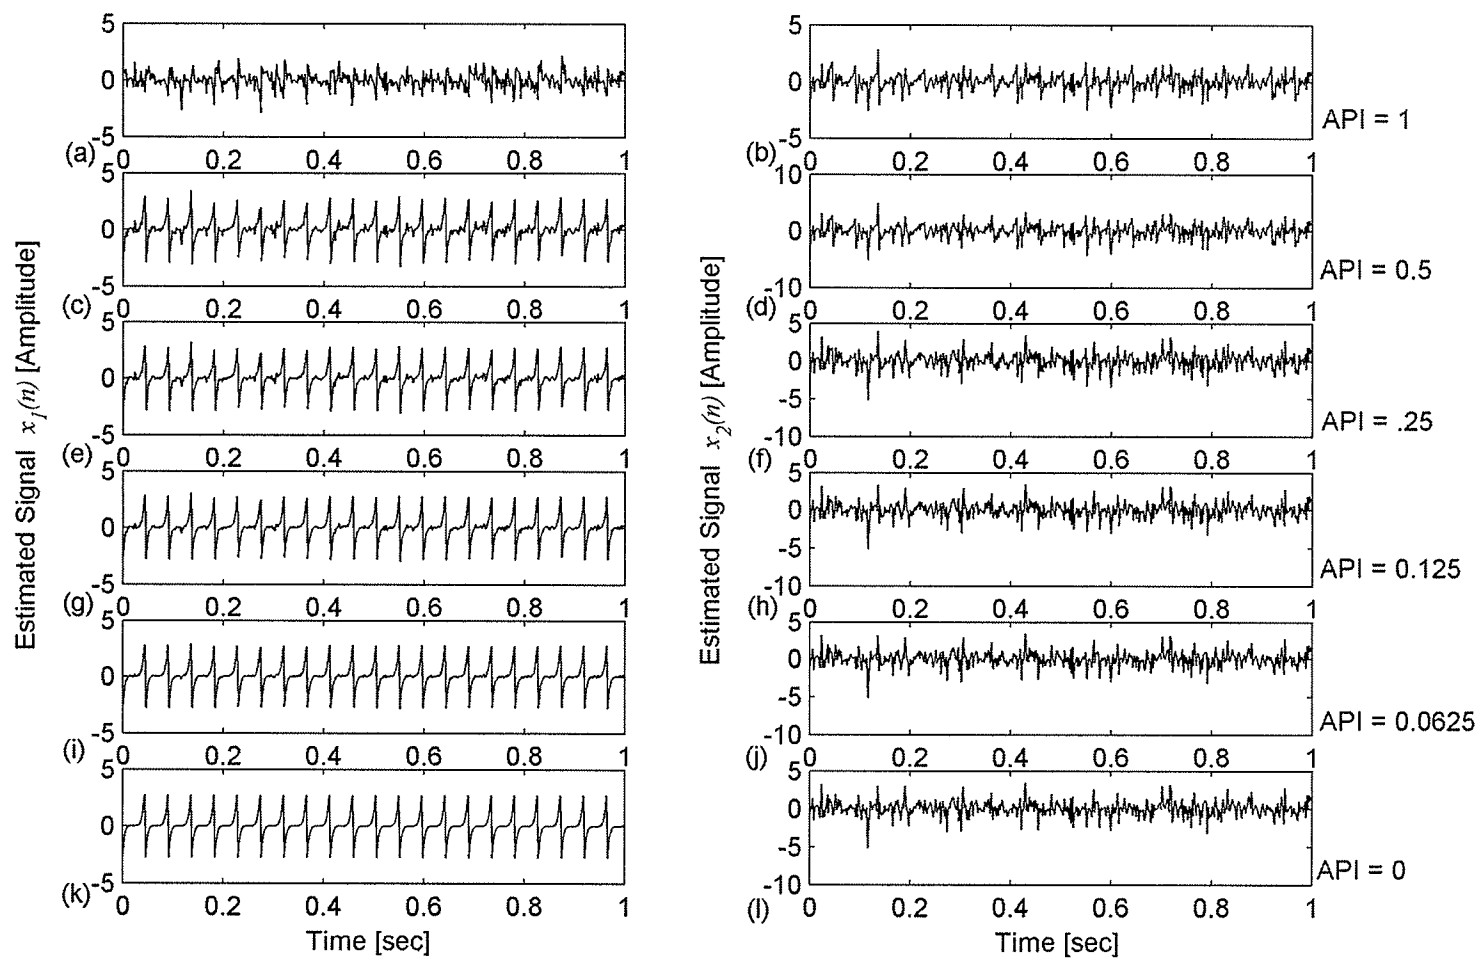 5
0
-5
(a)
0 0.2 0.4 0.6 0.8 1
5
0
-5
(b)
0 0.2 0.4 0.6 0.8 1
API = 1
5
0
-5
(c)
0 0.2 0.4 0.6 0.8 1
10
0
-10
(d)
0 0.2 0.4 0.6 0.8 1
API = 0.5
5
0
-5
(e)
0 0.2 0.4 0.6 0.8 1
5
0
-5
-10
(f)
0 0.2 0.4 0.6 0.8 1
API = .25
5
0
-5
(g)
0 0.2 0.4 0.6 0.8 1
5
0
-5
-10
(h)
0 0.2 0.4 0.6 0.8 1
API = 0.125
5
0
-5
(i)
0 0.2 0.4 0.6 0.8 1
5
0
-5
-10
(j)
0 0.2 0.4 0.6 0.8 1
API = 0.0625
5
0
-5
(k)
0 0.2 0.4 0.6 0.8 1
5
0
-5
-10
(l)
0 0.2 0.4 0.6 0.8 1
API = 0
Estimated Signal x1(n) [Amplitude]
Estimated Signal x2(n) [Amplitude]
Time [sec]
Time [sec]